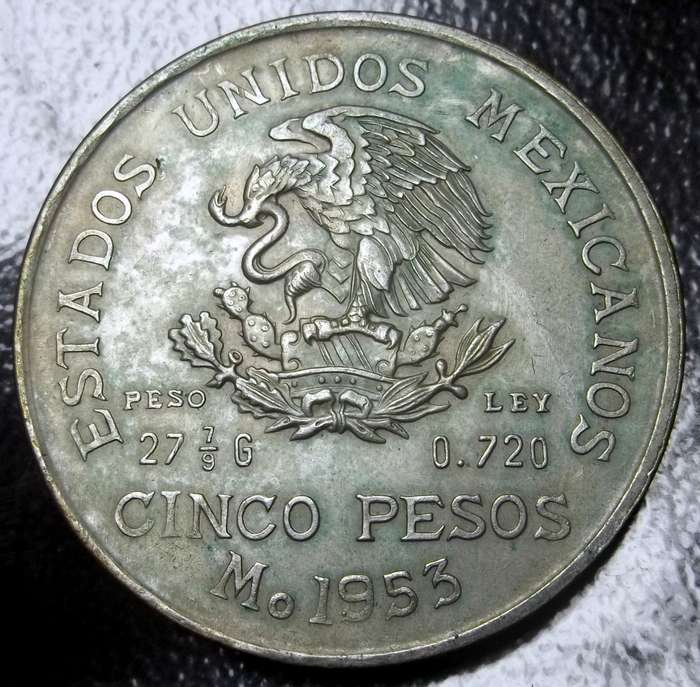 ESTADOS UNIDOS MEXICANOS
PESO
27 7/9 G
LEY
0.720
CINCO PESOS
Mo 1953